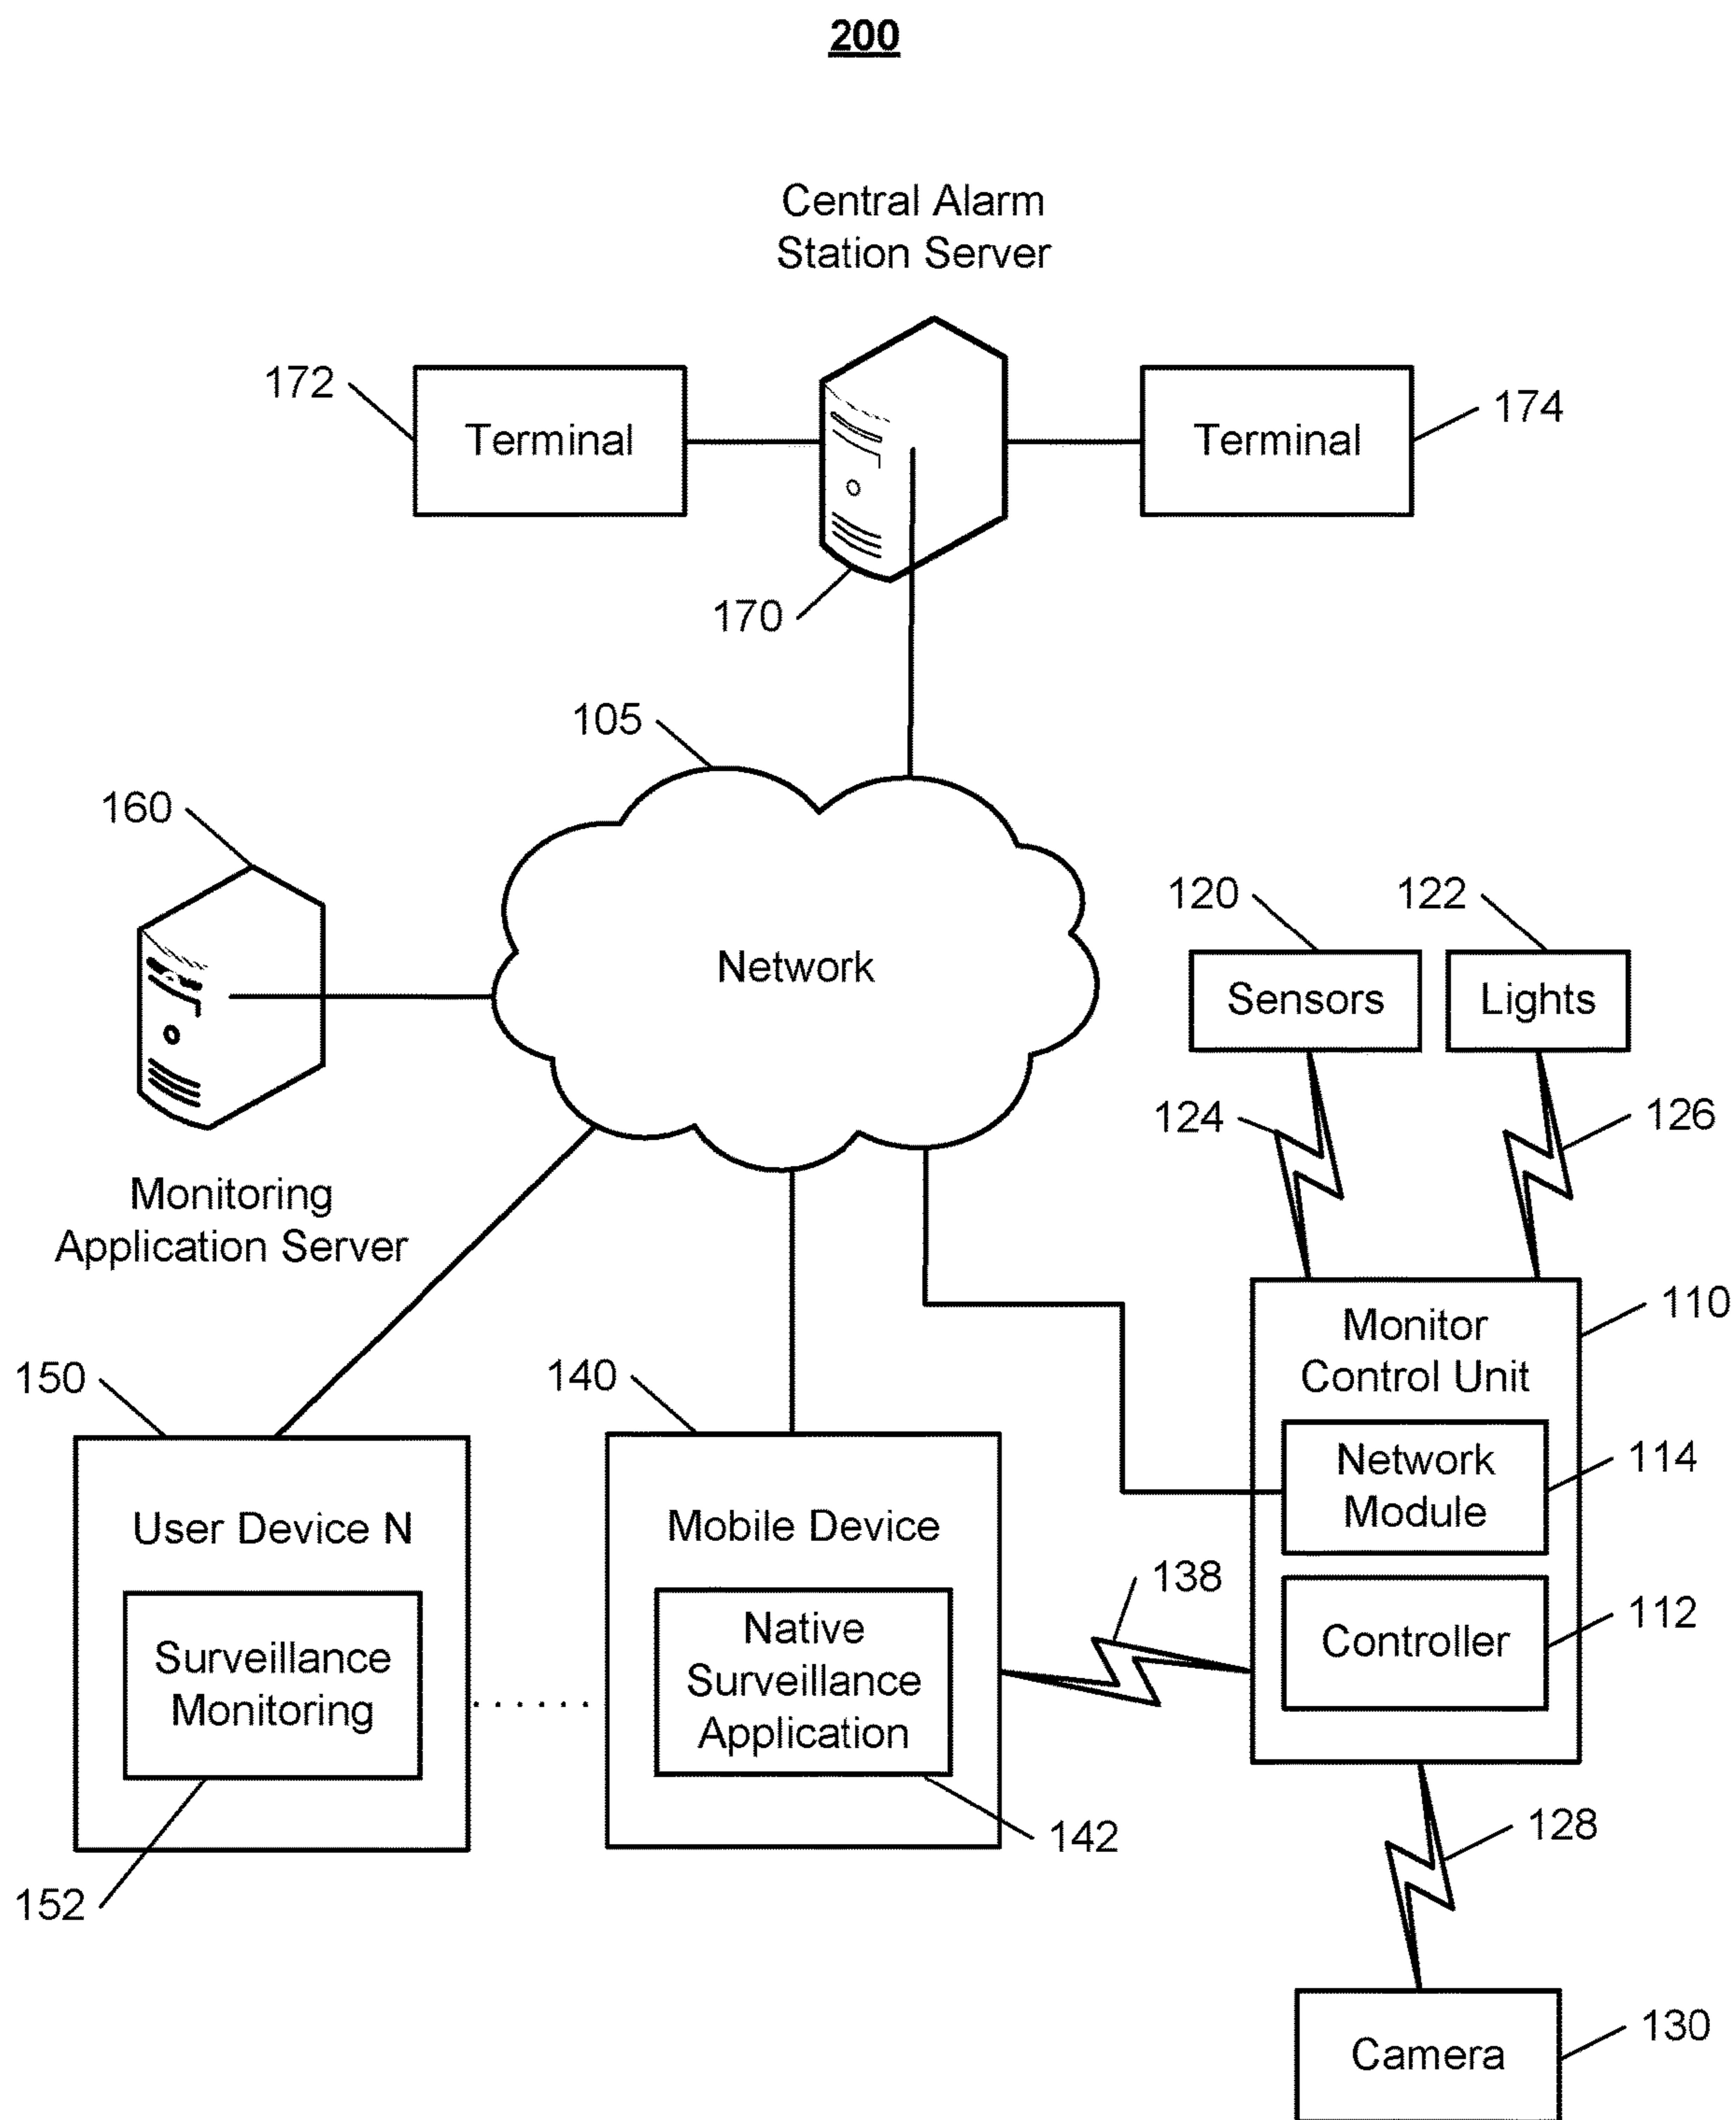 200
Central Alarm
Station Server
172
Terminal
Terminal
174
170
105
160
Network
120
122
Sensors
Lights
124
126
Monitoring
Application Server
110
Monitor
Control Unit
150
140
Network
Module
114
User Device N
Mobile Device
138
112
Controller
Surveillance
Monitoring
Native
Surveillance
Application
152
142
128
Camera
130